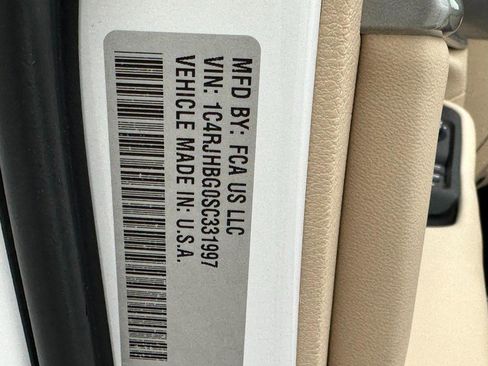 MFD BY: FCA US LLC
VIN: 1C4RJHBG0SC331997
VEHICLE MADE IN: U.S.A.